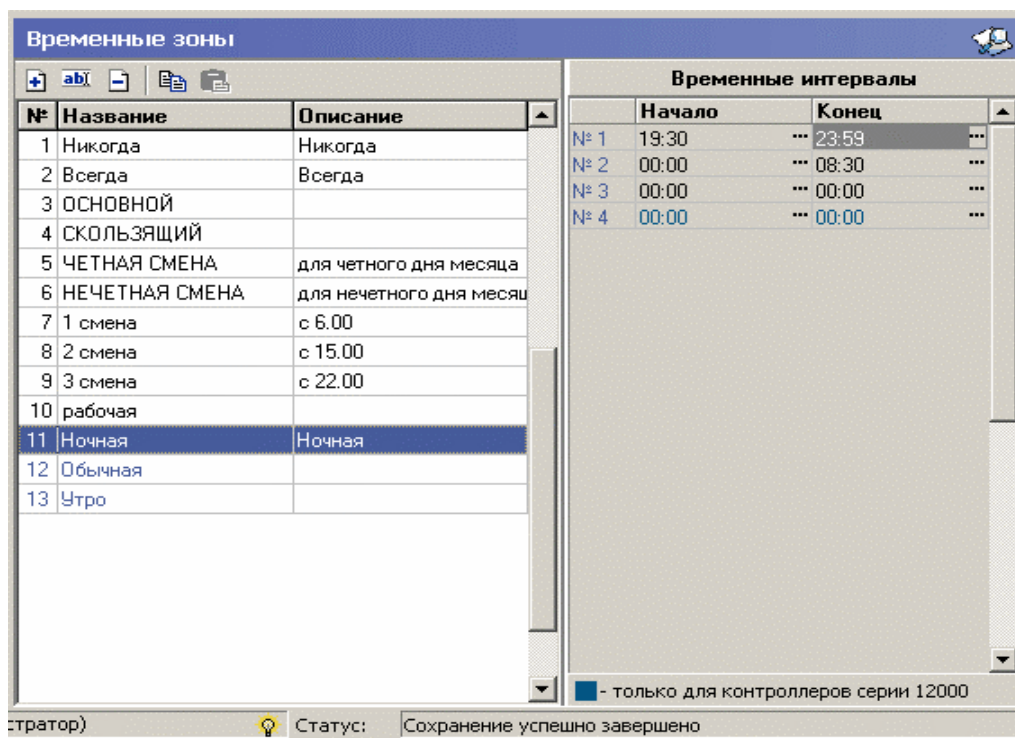 Временные зоны
abI
Временные интервалы
№ Название Описание
1 Никогда Никогда
2 Всегда Всегда
3 ОСНОВНОЙ
4 СКОЛЬЗЯЩИЙ
5 ЧЕТНАЯ СМЕНА для четного дня месяца
6 НЕЧЕТНАЯ СМЕНА для нечетного дня месяц
7 1 смена с 6.00
8 2 смена с 15.00
9 3 смена с 22.00
10 рабочая
11 Ночная Ночная
12 Обычная
13 Утро
Начало Конец
№ 1 19:30 ... 23:59 ...
№ 2 00:00 ... 08:30 ...
№ 3 00:00 ... 00:00 ...
№ 4 00:00 ... 00:00 ...
- только для контроллеров серии 12000
стратор) Статус: Сохранение успешно завершено